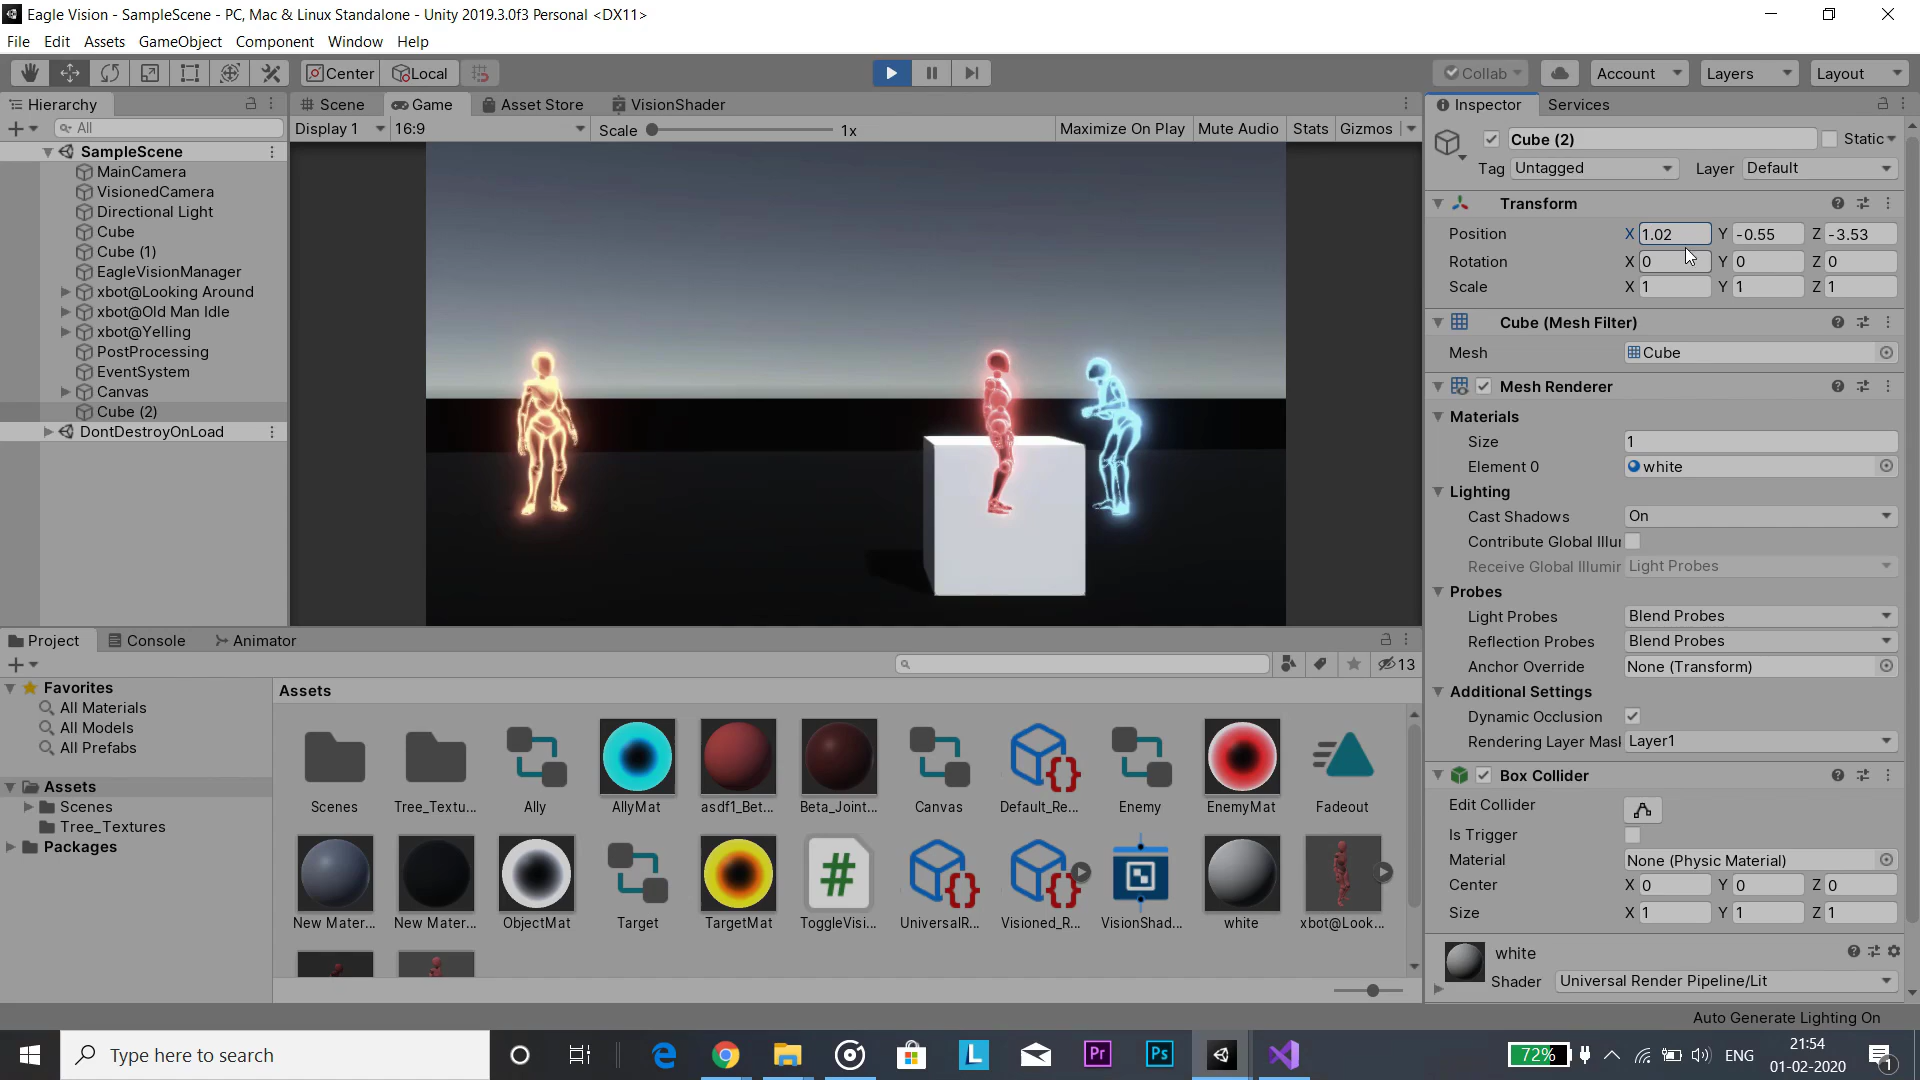 Eagle Vision - SampleScene - PC, Mac & Linux Standalone - Unity 2019.3.0f3 Personal <DX11>
File Edit Assets GameObject Component Window Help
Center Local Collab Account Layers Layout
Hierarchy Scene Game Asset Store VisionShader Inspector Services
All Display 1 16:9 Scale 1x Maximize On Play Mute Audio Stats Gizmos
SampleScene
MainCamera
VisionedCamera
Directional Light
Cube
Cube (1)
EagleVisionManager
xbot@Looking Around
xbot@Old Man Idle
xbot@Yelling
PostProcessing
EventSystem
Canvas
Cube (2)
DontDestroyOnLoad
Cube (2) Static
Tag Untagged Layer Default
Transform
Position X 1.02 Y -0.55 Z -3.53
Rotation X 0 Y 0 Z 0
Scale X 1 Y 1 Z 1
Cube (Mesh Filter)
Mesh Cube
Mesh Renderer
Materials
Size 1
Element 0 white
Lighting
Cast Shadows On
Contribute Global Illur
Receive Global Illumir Light Probes
Probes
Light Probes Blend Probes
Reflection Probes Blend Probes
Anchor Override None (Transform)
Additional Settings
Dynamic Occlusion
Rendering Layer Mask Layer1
Box Collider
Edit Collider
Is Trigger
Material None (Physic Material)
Center X 0 Y 0 Z 0
Size X 1 Y 1 Z 1
white
Shader Universal Render Pipeline/Lit
Project Console Animator
13
Favorites
All Materials
All Models
All Prefabs
Assets
Scenes
Tree_Textures
Packages
Assets
Scenes Tree_Textu... Ally AllyMat asdf1_Bet... Beta_Joint... Canvas Default_Re... Enemy EnemyMat Fadeout
New Mater... New Mater... ObjectMat Target TargetMat ToggleVisi... UniversalR... Visioned_R... VisionShad... white xbot@Look...
Auto Generate Lighting On
Type here to search
L Pr Ps
72% ENG 21:54
01-02-2020
1